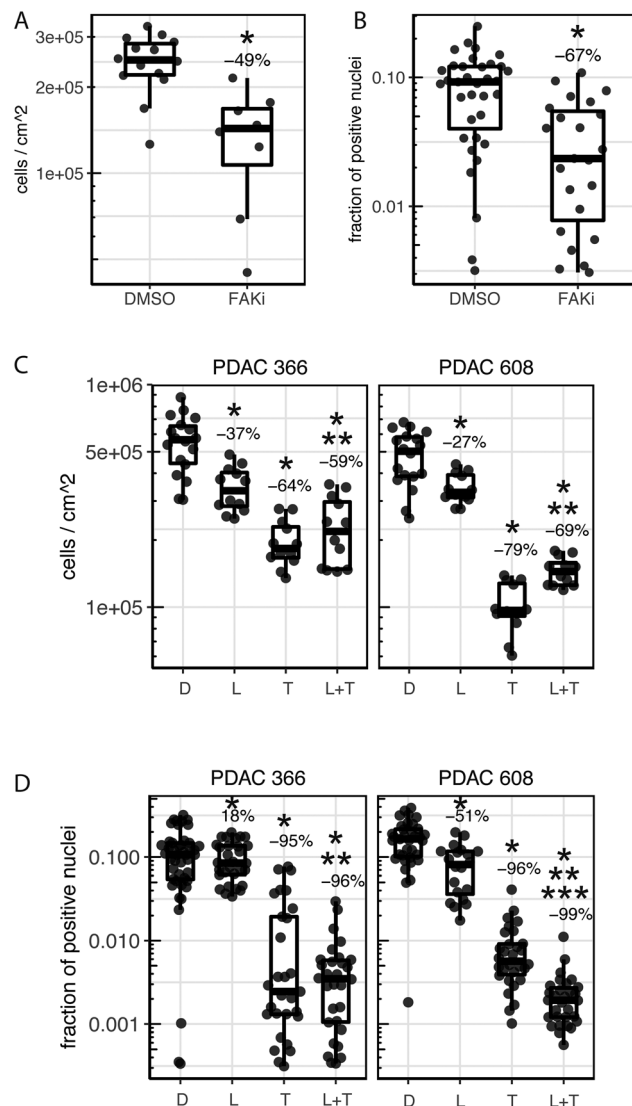 A
cells / cm^2
3e+05
2e+05
1e+05
*
−49%
DMSO
FAKi
B
fraction of positive nuclei
0.10
0.01
*
−67%
DMSO
FAKi
C
PDAC 366
PDAC 608
cells / cm^2
1e+06
5e+05
1e+05
*
−37%
*
−64%
*
**
−59%
*
−27%
*
−79%
*
**
−69%
D
L
T
L+T
D
L
T
L+T
D
PDAC 366
PDAC 608
fraction of positive nuclei
0.100
0.010
0.001
*
18%
*
−95%
*
**
−96%
*
−51%
*
−96%
*
**
***
−99%
D
L
T
L+T
D
L
T
L+T